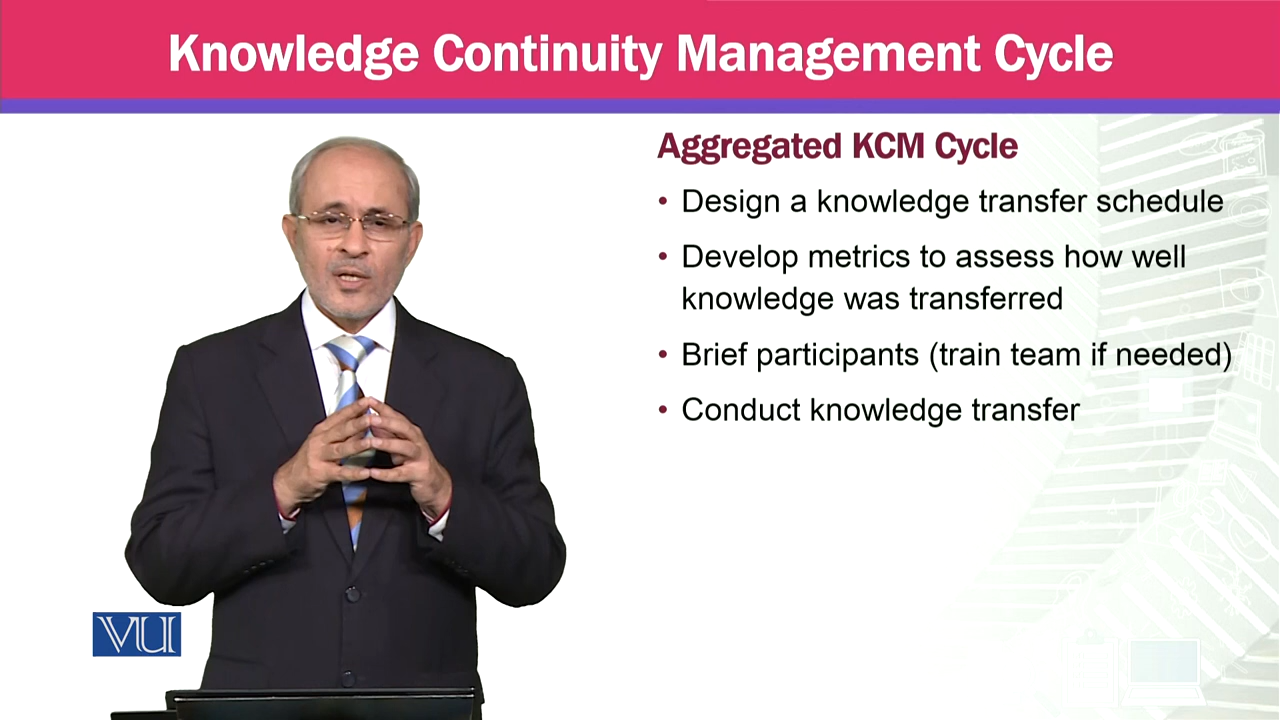 Knowledge Continuity Management Cycle
Aggregated KCM Cycle
• Design a knowledge transfer schedule
• Develop metrics to assess how well
knowledge was transferred
• Brief participants (train team if needed)
• Conduct knowledge transfer
VU